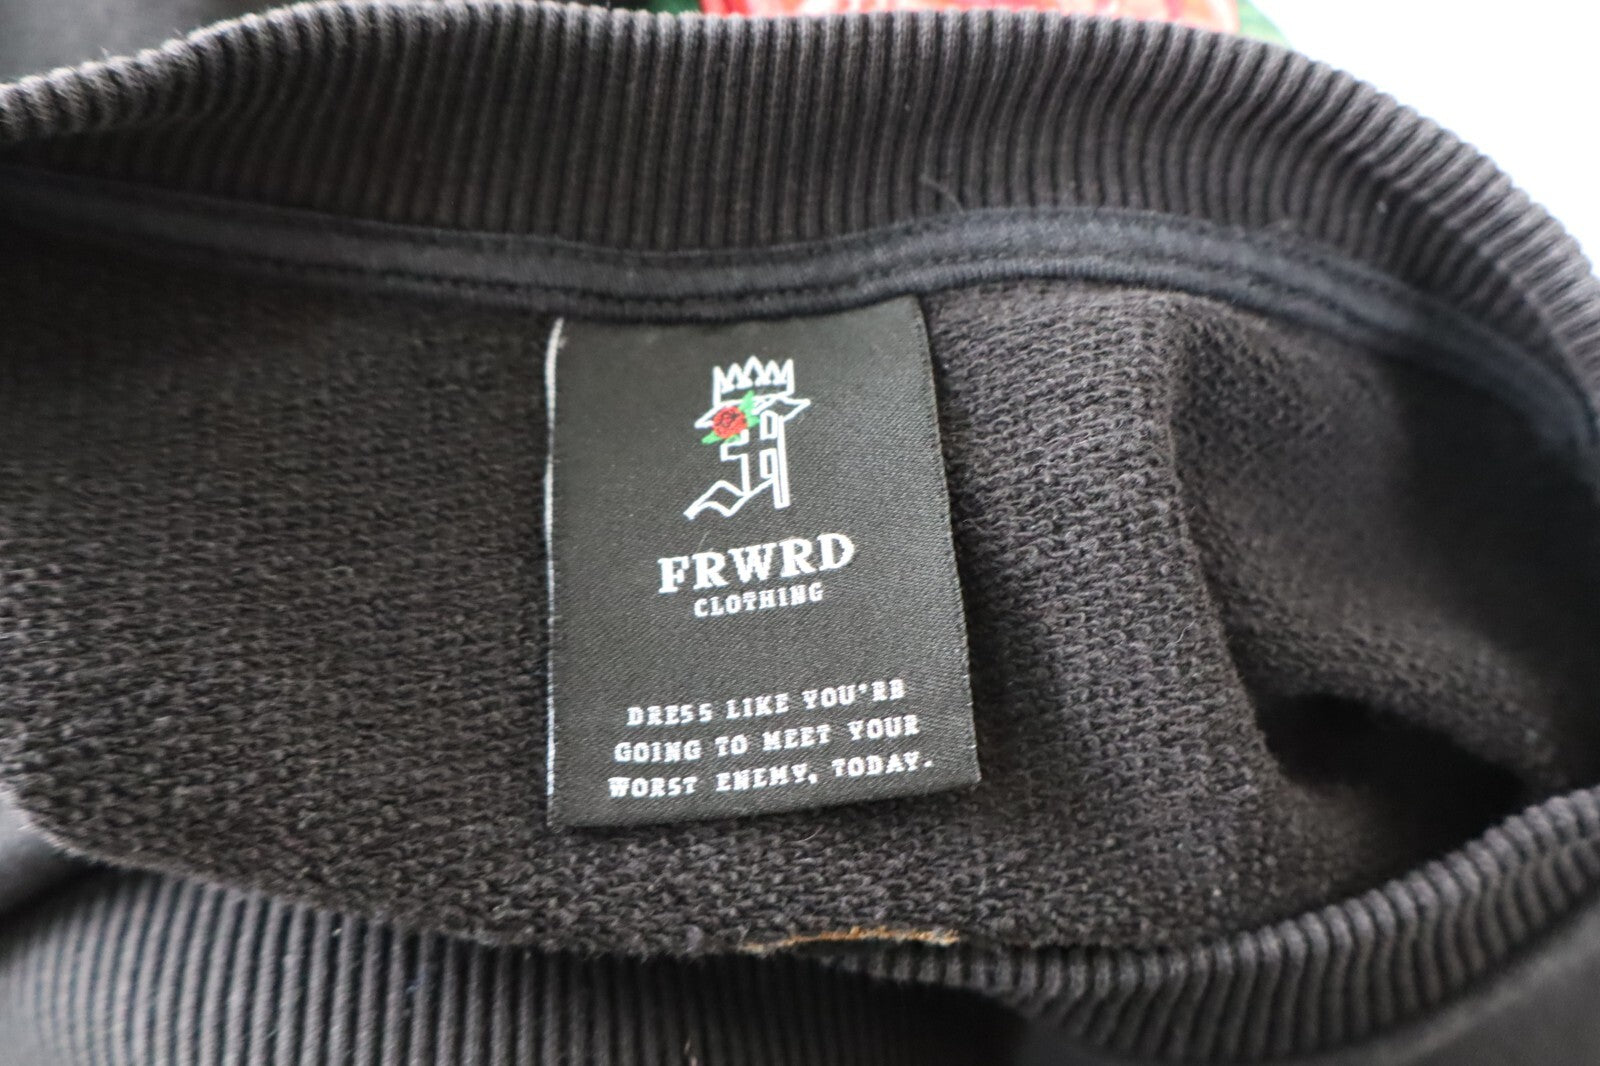 FRWRD
CLOTHING
DRESS LIKE YOU'RE
GOING TO MEET YOUR
WORST ENEMY, TODAY.